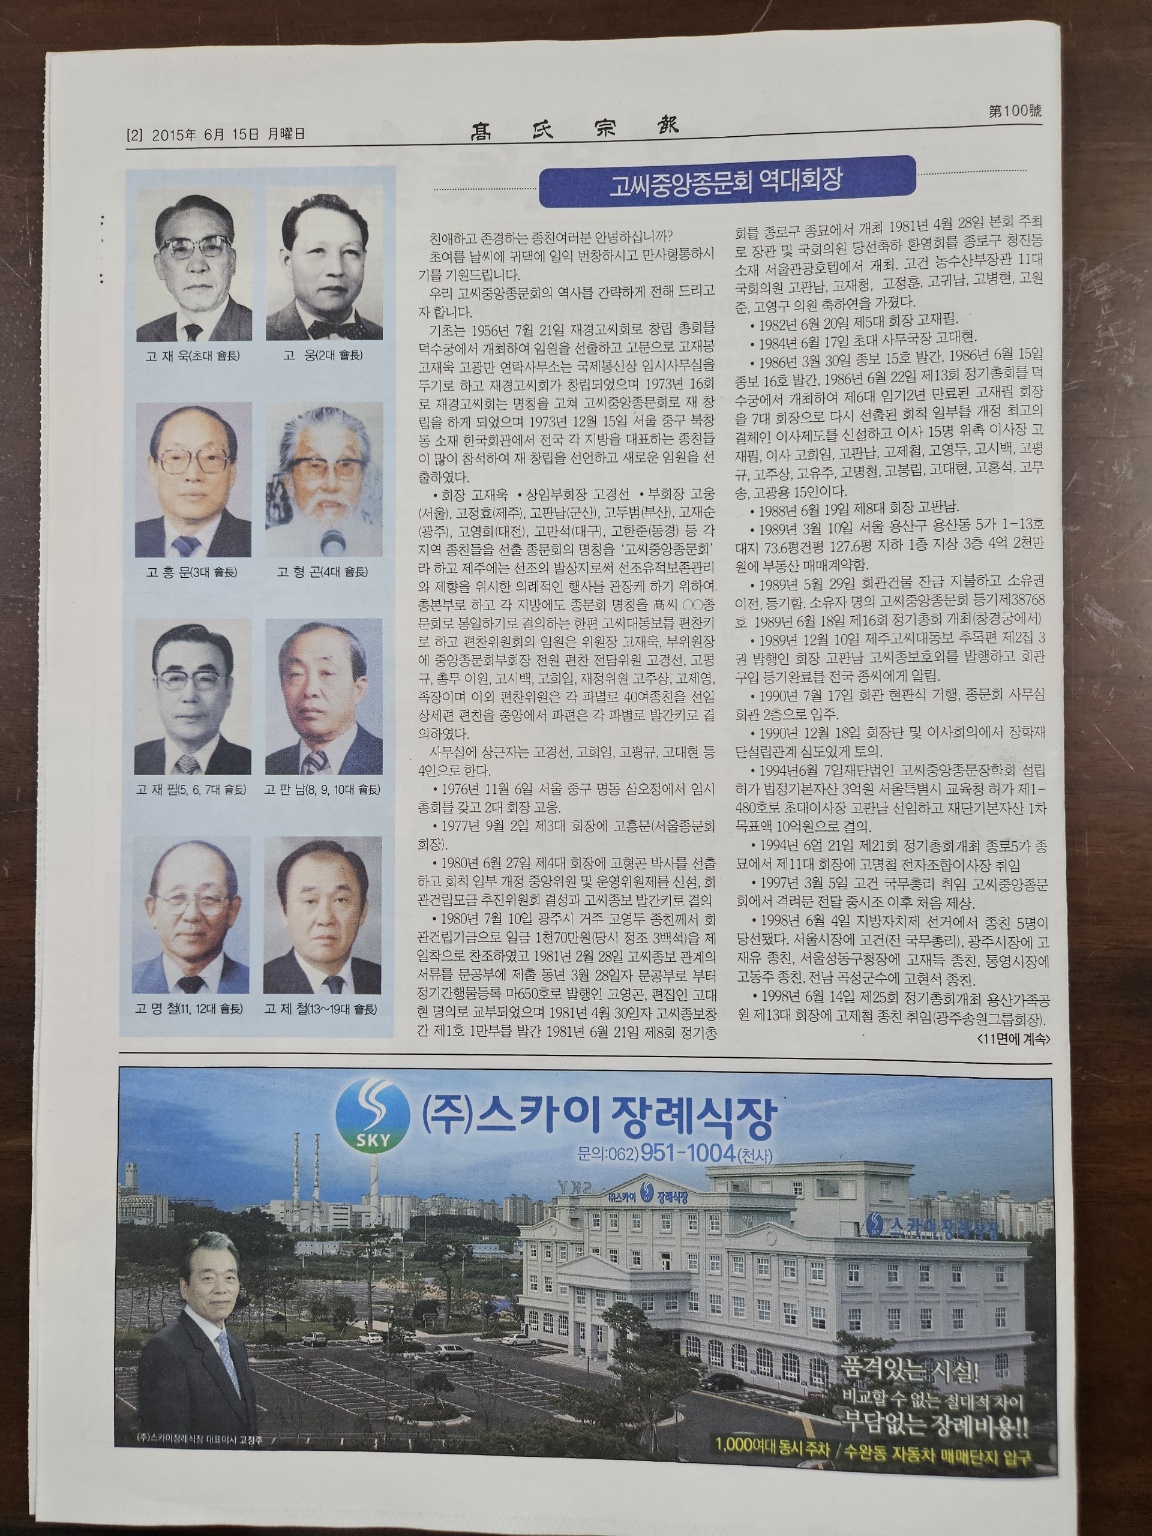 [2] 2015年 6月 15日 月曜日
髙氏宗報
第100號
고씨중앙종문회 역대회장
고 재 욱(초대 會長)
고 웅(2대 會長)
고 흥 문(3대 會長)
고 형 곤(4대 會長)
고 재 필(5, 6, 7대 會長)
고 판 남(8, 9, 10대 會長)
고 명 철(11, 12대 會長)
고 제 철(13~19대 會長)
친애하고 존경하는 종친여러분 안녕하십니까?
초여름 날씨에 귀댁에 일익 번창하시고 만사형통하시
기를 기원드립니다.
우리 고씨중앙종문회의 역사를 간략하게 전해 드리고
자 합니다.
기초는 1956년 7월 21일 재경고씨회로 창립 총회를
덕수궁에서 개최하여 임원을 선출하고 고문으로 고재봉
고재욱 고광만 연락사무소는 국제통신상 임시사무실을
두기로 하고 재경고씨회가 창립되었으며 1973년 16회
로 재경고씨회는 명칭을 고쳐 고씨중앙종문회로 재 창
립을 하게 되었으며 1973년 12월 15일 서울 중구 북창
동 소재 한국회관에서 전국 각 지방을 대표하는 종친들
이 많이 참석하여 재 창립을 선언하고 새로운 임원을 선
출하였다.
• 회장 고재욱 • 상임부회장 고경선 • 부회장 고웅
(서울), 고정효(제주), 고판남(군산), 고두범(부산), 고재순
(광주), 고영희(대전), 고만석(대구), 고한준(동경) 등 각
지역 종친들을 선출 종문회의 명칭을 '고씨중앙종문회'
라 하고 제주에는 선조의 발상지로써 선조유적보존관리
와 제향을 위시한 의례적인 행사를 관장케 하기 위하여
총본부로 하고 각 지방에도 종문회 명칭을 髙씨 ○○종
문회로 통일하기로 결의하는 한편 고씨대동보를 편찬키
로 하고 편찬위원회의 임원은 위원장 고재욱, 부위원장
에 중앙종문회부회장 전원 편찬 전담위원 고경선, 고평
규, 총무 이원, 고시백, 고희일, 재정위원 고주상, 고제영,
족장이며 이외 편찬위원은 각 파별로 40여종친을 선임
상세련 편찬을 중앙에서 파련은 각 파별로 발간키로 결
의하였다.
사무실에 상근자는 고경선, 고희일, 고평규, 고대현 등
4인으로 한다.
• 1976년 11월 6일 서울 중구 명동 삼오정에서 임시
총회를 갖고 2대 회장 고웅.
• 1977년 9월 2일 제3대 회장에 고흥문(서울종문회
회장).
• 1980년 6월 27일 제4대 회장에 고형곤 박사를 선출
하고 회칙 일부 개정 중앙위원 및 운영위원제를 신설, 회
관건립모금 추진위원회 결성과 고씨종보 발간키로 결의
• 1980년 7월 10일 광주시 거주 고영두 종친께서 회
관건립기금으로 일금 1천70만원(당시 정조 3백석)을 제
일착으로 찬조하였고 1981년 2월 28일 고씨종보 관계의
서류를 문공부에 제출 동년 3월 28일자 문공부로 부터
정기간행물등록 마650호로 발행인 고영곤, 편집인 고대
현 명의로 교부되었으며 1981년 4월 30일자 고씨종보창
간 제1호 1만부를 발간 1981년 6월 21일 제8회 정기총
회를 종로구 종묘에서 개최 1981년 4월 28일 본회 주최
로 장관 및 국회의원 당선축하 환영회를 종로구 청진동
소재 서울관광호텔에서 개최. 고건 농수산부장관 11대
국회의원 고판남, 고재청, 고정훈, 고귀남, 고병현, 고원
준, 고영구 의원 축하연을 가졌다.
• 1982년 6월 20일 제5대 회장 고재필.
• 1984년 6월 17일 초대 사무국장 고대현.
• 1986년 3월 30일 종보 15호 발간, 1986년 6월 15일
종보 16호 발간, 1986년 6월 22일 제13회 정기총회를 덕
수궁에서 개최하여 제6대 임기2년 만료된 고재필 회장
을 7대 회장으로 다시 선출된 회칙 일부를 개정 최고의
결체인 이사제도를 신설하고 이사 15명 위촉 이사장 고
재필, 이사 고희일, 고판남, 고제철, 고영두, 고시백, 고평
규, 고주상, 고유주, 고명철, 고봉립, 고대현, 고홍석, 고무
송, 고광용 15인이다.
• 1988년 6월 19일 제8대 회장 고판남.
• 1989년 3월 10일 서울 용산구 용산동 5가 1-13호
대지 73.6평건평 127.6평 지하 1층 지상 3층 4억 2천만
원에 부동산 매매계약함.
• 1989년 5월 29일 회관건물 잔금 지불하고 소유권
이전, 등기함. 소유자 명의 고씨중앙종문회 등기제38768
호 1989년 6월 18일 제16회 정기총회 개최(창경궁에서)
• 1989년 12월 10일 제주고씨대동보 추록편 제2집 3
권 발행인 회장 고판남 고씨종보호외를 발행하고 회관
구입 등기완료를 전국 종씨에게 알림.
• 1990년 7월 17일 회관 현판식 거행, 종문회 사무실
회관 2층으로 입주.
• 1990년 12월 18일 회장단 및 이사회의에서 장학재
단설립관계 심도있게 토의.
• 1994년6월 7일재단법인 고씨중앙종문장학회 설립
허가 법정기본자산 3억원 서울특별시 교육청 허가 제1-
480호로 초대이사장 고판남 선임하고 재단기본자산 1차
목표액 10억원으로 결의.
• 1994년 6얼 21일 제21회 정기총회개최 종로5가 종
묘에서 제11대 회장에 고명철 전자조합이사장 취임
• 1997년 3월 5일 고건 국무총리 취임 고씨중앙종문
회에서 격려문 전달 중시조 이후 처음 재상.
• 1998년 6월 4일 지방자치제 선거에서 종친 5명이
당선됐다. 서울시장에 고건(전 국무총리), 광주시장에 고
재유 종친, 서울성동구청장에 고재득 종친, 통영시장에
고동주 종친, 전남 곡성군수에 고현석 종친.
• 1998년 6월 14일 제25회 정기총회개최 용산가족공
원 제13대 회장에 고제철 종친 취임(광주송원그룹회장).
<11면에 계속>
SKY
(주)스카이 장례식장
문의:062)951-1004(천사)
SKY
(주)스카이 장례식장
스카이장례식장
품격있는 시설!
비교할 수 없는 절대적 차이
부담없는 장례비용!!
1,000여대 동시 주차 / 수완동 자동차 매매단지 입구
(주)스카이장례식장 대표이사 고정주